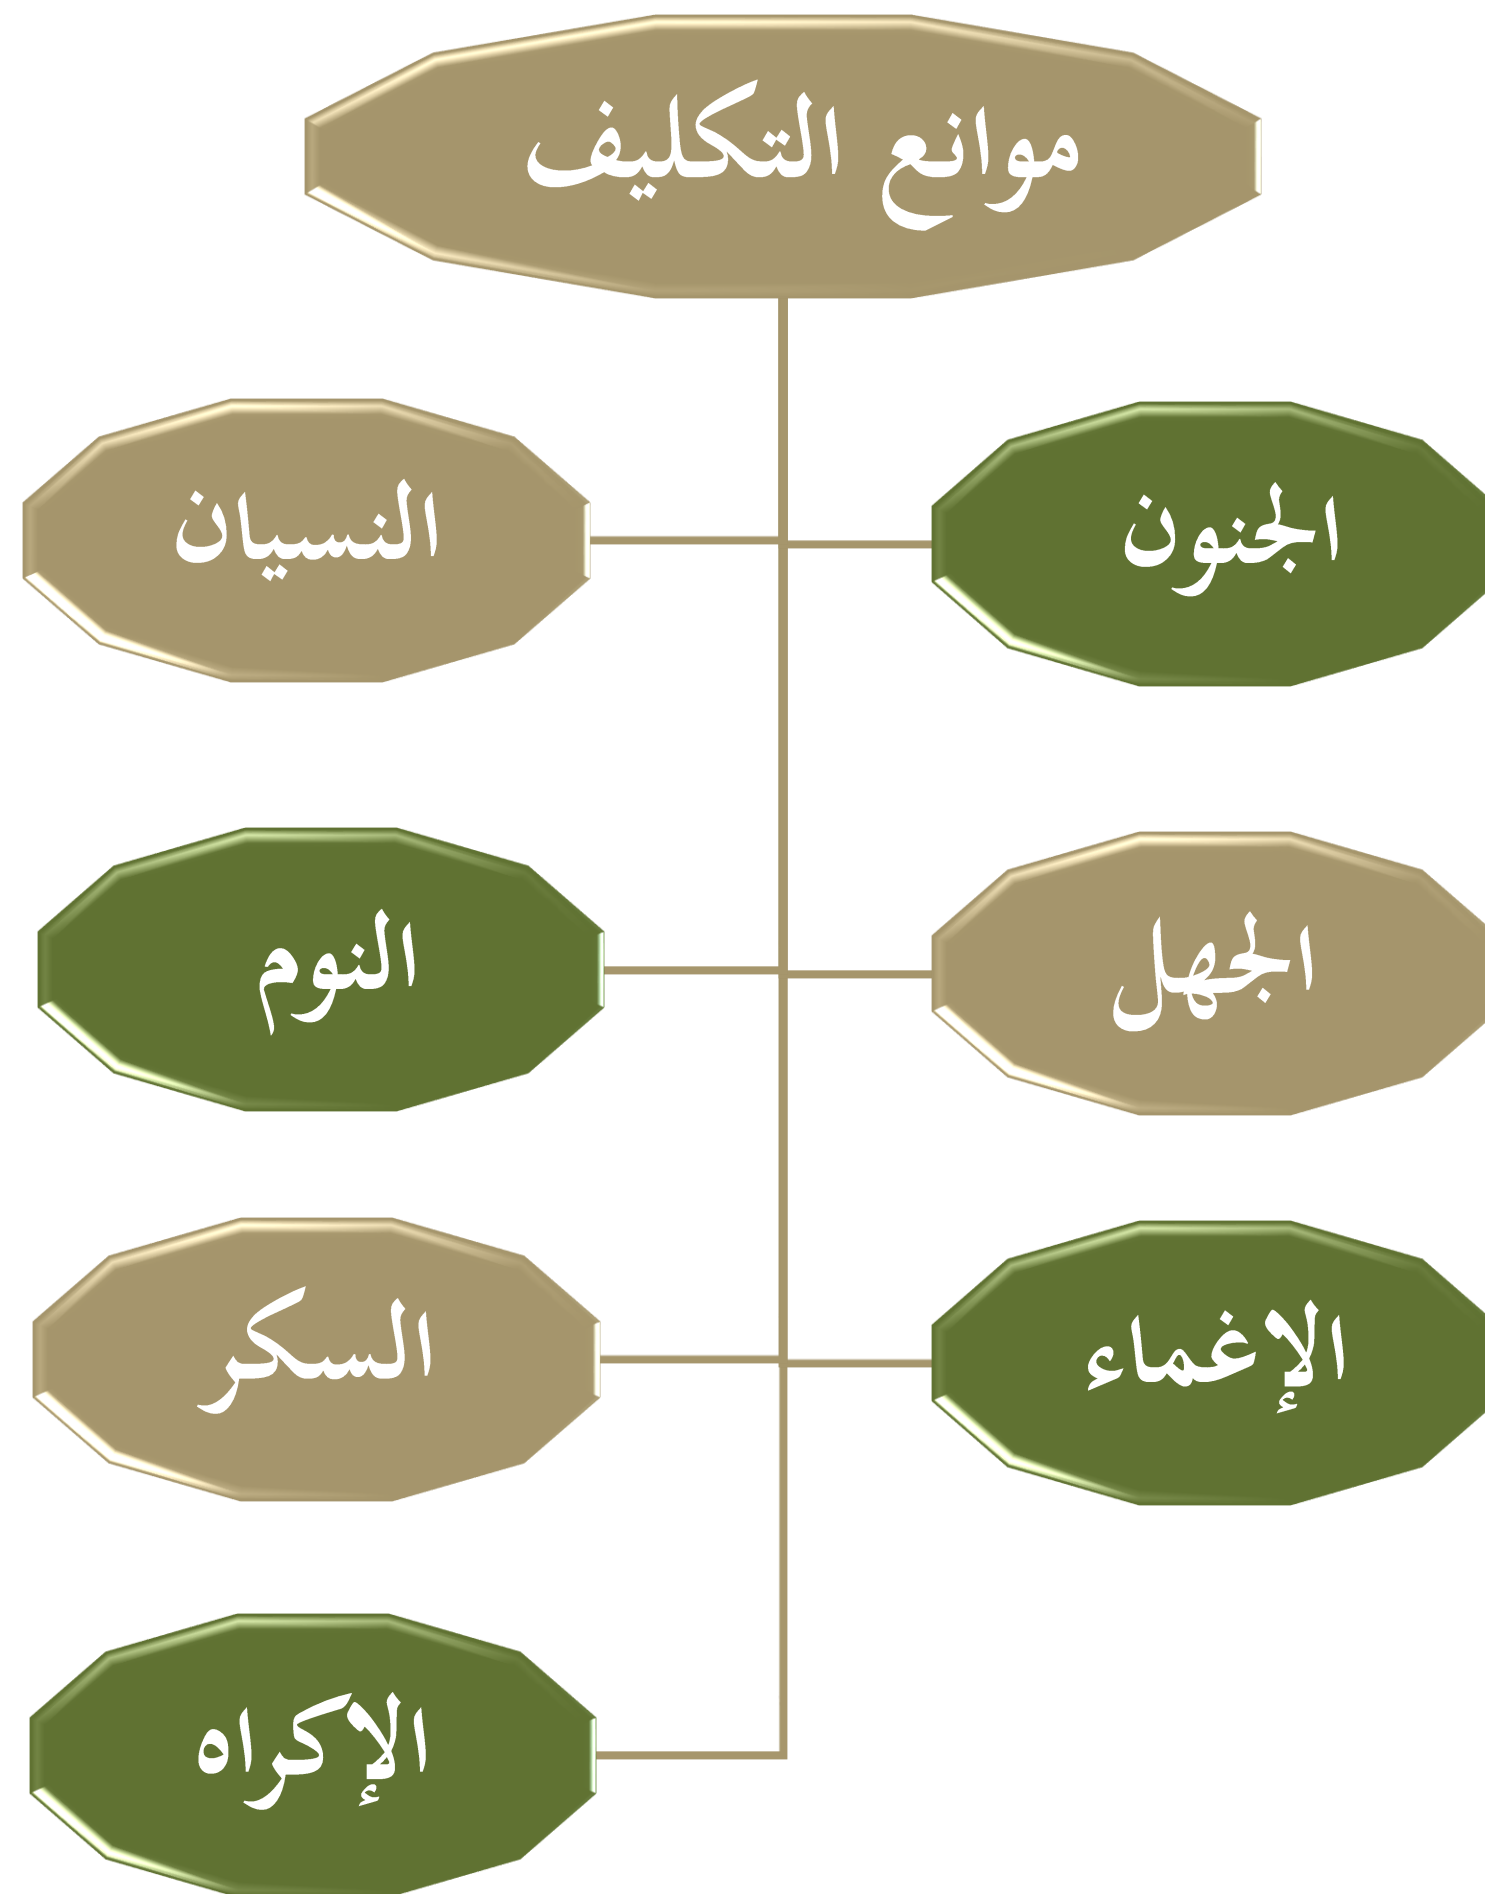 موانع التكليف
الجنون
النسيان
الجهل
النوم
الإغماء
السكر
الإكراه